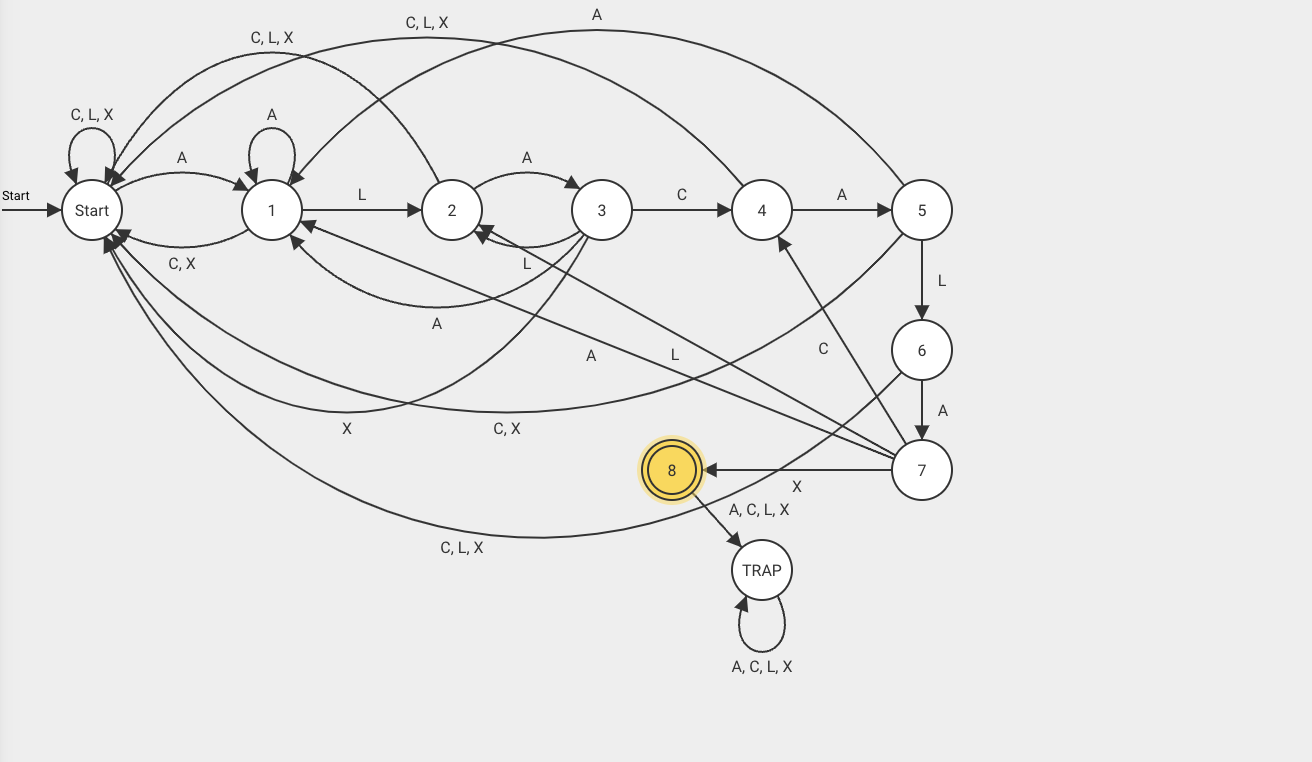 A
C, L, X
C, L, X
C, L, X
A
A
A
Start
Start
1
L
2
3
C
4
A
5
C, X
L
L
A
6
A
L
C
A
X
C, X
8
7
X
A, C, L, X
C, L, X
TRAP
A, C, L, X